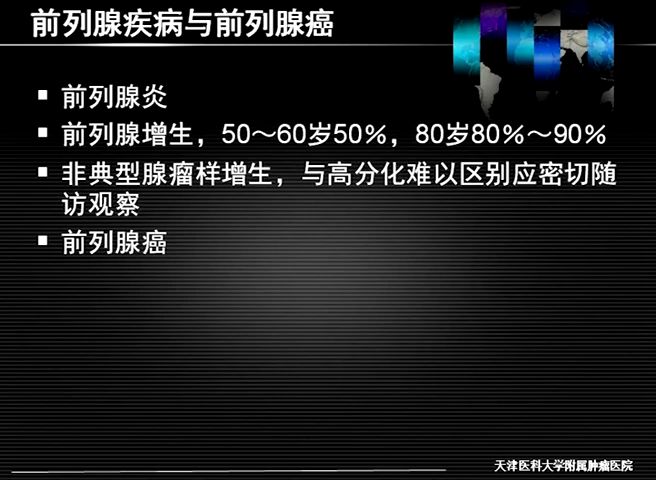 前列腺疾病与前列腺癌
前列腺炎
前列腺增生，50～60岁50%，80岁80%～90%
非典型腺瘤样增生，与高分化难以区别应密切随
访观察
前列腺癌
天津医科大学附属肿瘤医院